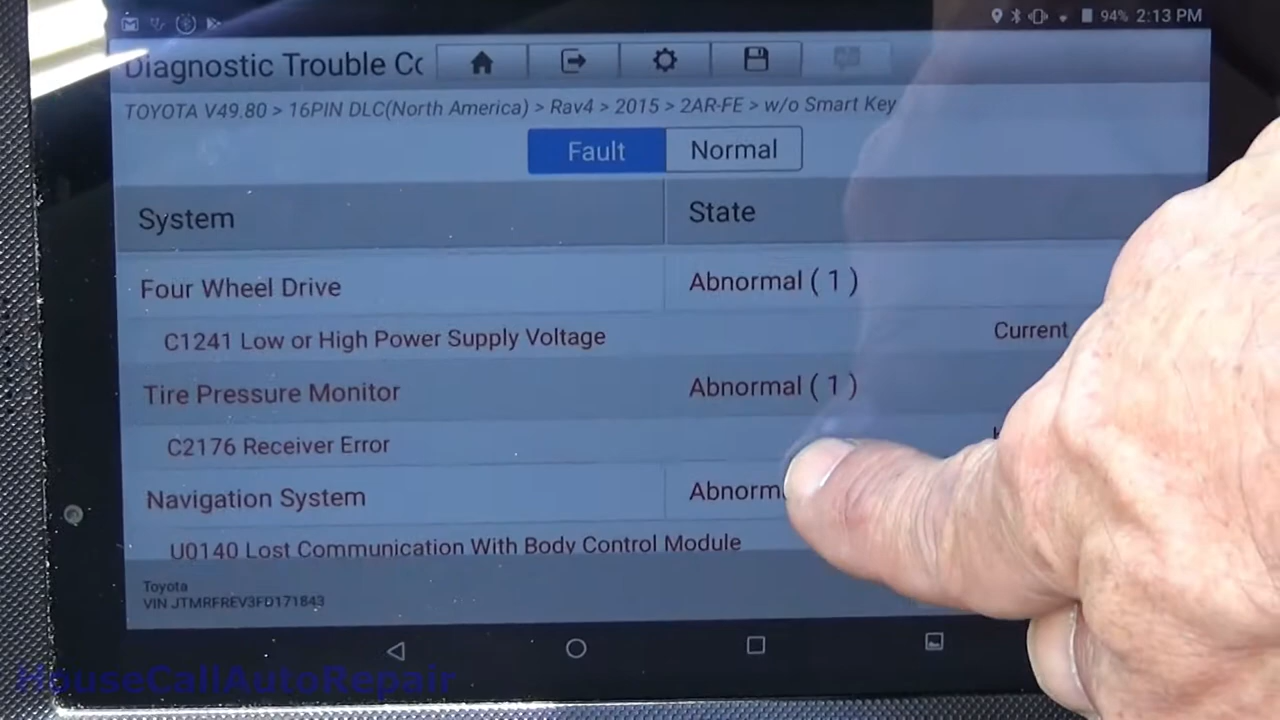 94% 2:13 PM
Diagnostic Trouble Co
TOYOTA V49.80 > 16PIN DLC(North America) > Rav4 > 2015 > 2AR-FE > w/o Smart Key
Fault Normal
System State
Four Wheel Drive Abnormal ( 1 )
C1241 Low or High Power Supply Voltage Current
Tire Pressure Monitor Abnormal ( 1 )
C2176 Receiver Error
Navigation System Abnorm
U0140 Lost Communication With Body Control Module
Toyota
VIN JTMRFREV3FD171843
HouseCallAutoRepair